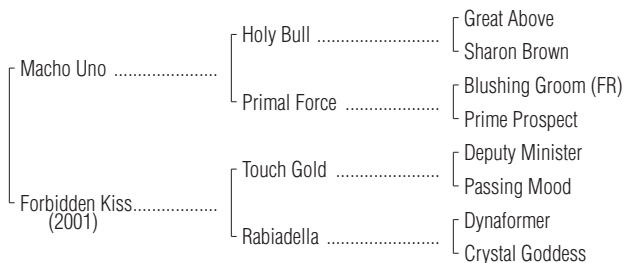 Great Above
Holy Bull ..........................
Sharon Brown
Macho Uno ......................
Blushing Groom (FR)
Primal Force ....................
Prime Prospect
Deputy Minister
Touch Gold ......................
Passing Mood
Forbidden Kiss..................
(2001)
Dynaformer
Rabiadella ........................
Crystal Goddess